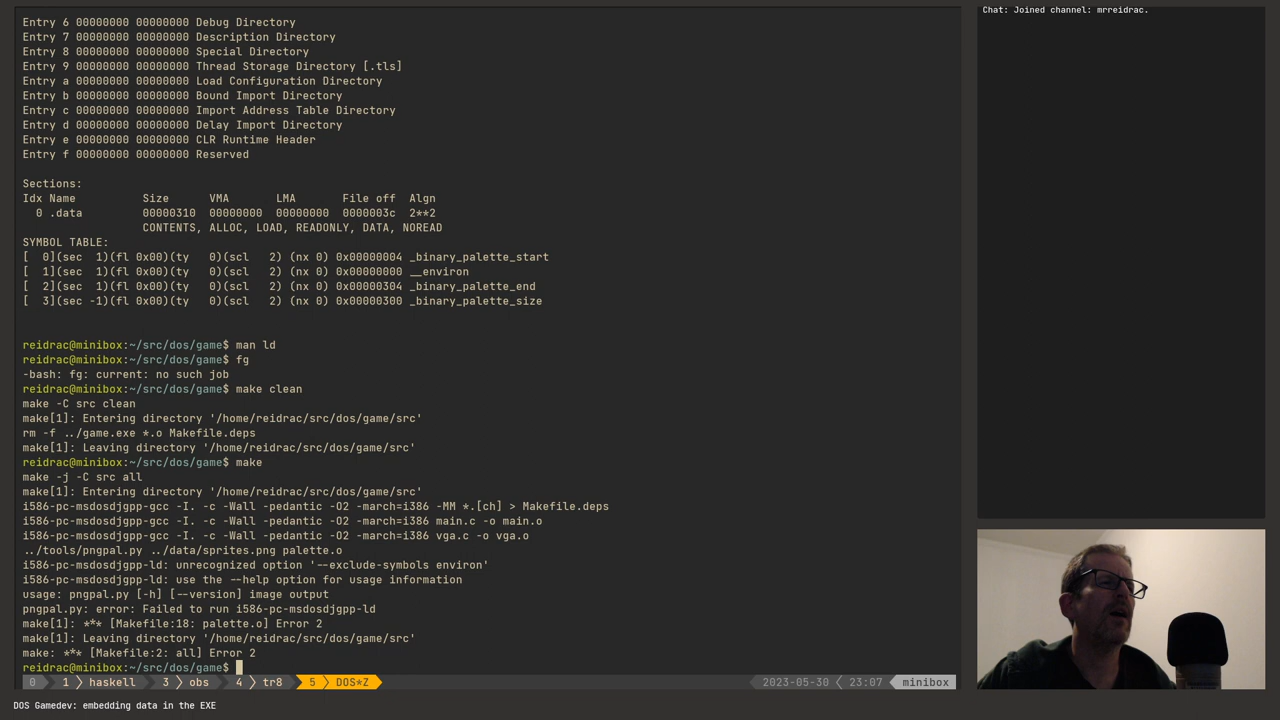 Entry 6 00000000 00000000 Debug Directory
Entry 7 00000000 00000000 Description Directory
Entry 8 00000000 00000000 Special Directory
Entry 9 00000000 00000000 Thread Storage Directory [.tls]
Entry a 00000000 00000000 Load Configuration Directory
Entry b 00000000 00000000 Bound Import Directory
Entry c 00000000 00000000 Import Address Table Directory
Entry d 00000000 00000000 Delay Import Directory
Entry e 00000000 00000000 CLR Runtime Header
Entry f 00000000 00000000 Reserved
Sections:
Idx Name Size VMA LMA File off Algn
0 .data 00000310 00000000 00000000 0000003c 2**2
CONTENTS, ALLOC, LOAD, READONLY, DATA, NOREAD
SYMBOL TABLE:
[ 0](sec 1)(fl 0x00)(ty 0)(scl 2) (nx 0) 0x00000004 _binary_palette_start
[ 1](sec 1)(fl 0x00)(ty 0)(scl 2) (nx 0) 0x00000000 __environ
[ 2](sec 1)(fl 0x00)(ty 0)(scl 2) (nx 0) 0x00000304 _binary_palette_end
[ 3](sec -1)(fl 0x00)(ty 0)(scl 2) (nx 0) 0x00000300 _binary_palette_size
reidrac@minibox:~/src/dos/game$ man ld
reidrac@minibox:~/src/dos/game$ fg
-bash: fg: current: no such job
reidrac@minibox:~/src/dos/game$ make clean
make -C src clean
make[1]: Entering directory '/home/reidrac/src/dos/game/src'
rm -f ../game.exe *.o Makefile.deps
make[1]: Leaving directory '/home/reidrac/src/dos/game/src'
reidrac@minibox:~/src/dos/game$ make
make -j -C src all
make[1]: Entering directory '/home/reidrac/src/dos/game/src'
i586-pc-msdosdjgpp-gcc -I. -c -Wall -pedantic -O2 -march=i386 -MM *.[ch] > Makefile.deps
i586-pc-msdosdjgpp-gcc -I. -c -Wall -pedantic -O2 -march=i386 main.c -o main.o
i586-pc-msdosdjgpp-gcc -I. -c -Wall -pedantic -O2 -march=i386 vga.c -o vga.o
../tools/pngpal.py ../data/sprites.png palette.o
i586-pc-msdosdjgpp-ld: unrecognized option '--exclude-symbols environ'
i586-pc-msdosdjgpp-ld: use the --help option for usage information
usage: pngpal.py [-h] [--version] image output
pngpal.py: error: Failed to run i586-pc-msdosdjgpp-ld
make[1]: *** [Makefile:18: palette.o] Error 2
make[1]: Leaving directory '/home/reidrac/src/dos/game/src'
make: *** [Makefile:2: all] Error 2
reidrac@minibox:~/src/dos/game$
0 1 haskell 3 obs 4 tr8 5 DOS*Z 2023-05-30 23:07 minibox
DOS Gamedev: embedding data in the EXE
Chat: Joined channel: mrreidrac.